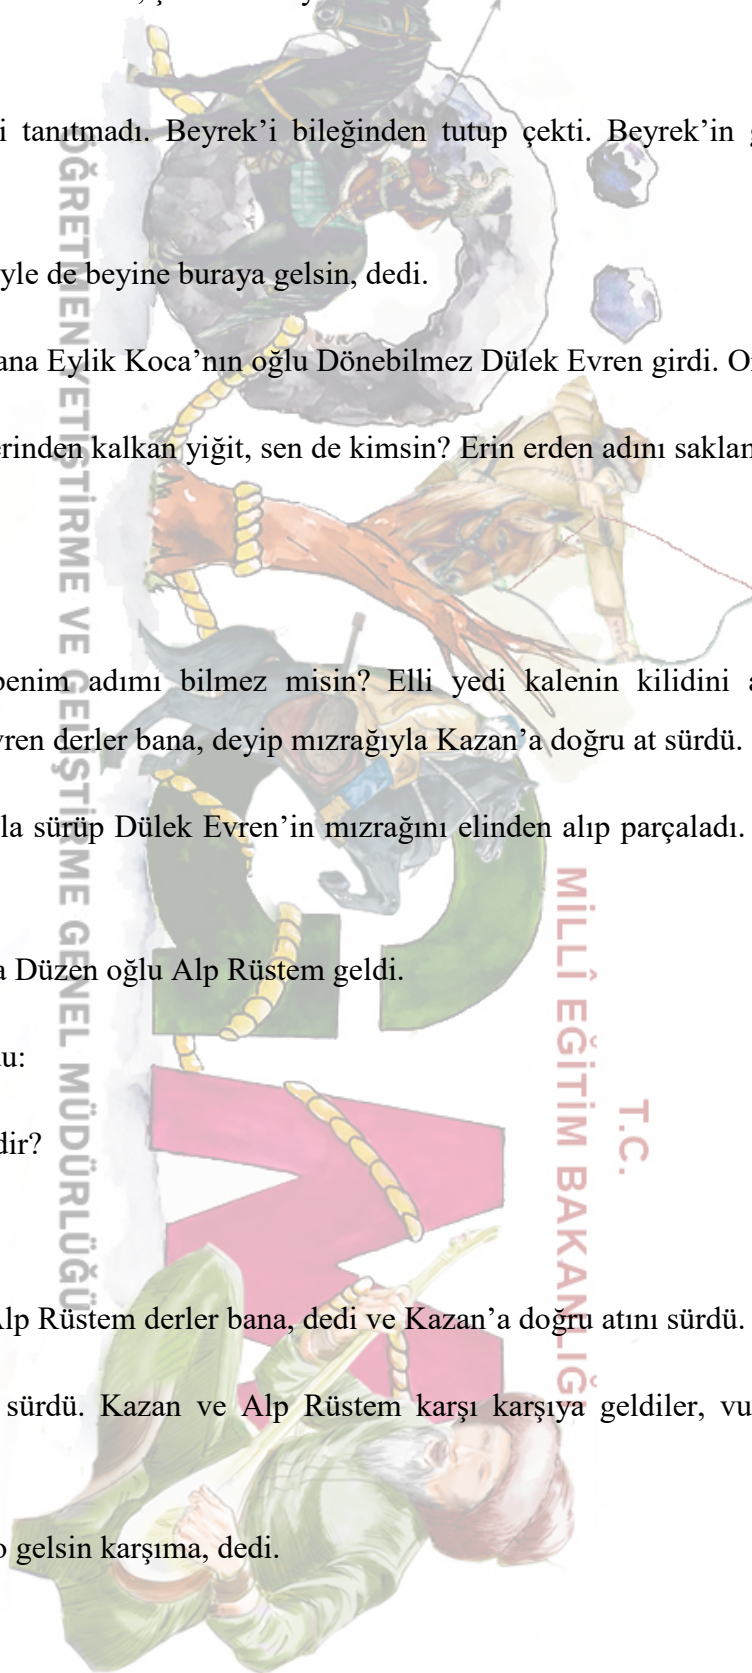 i tanıtmadı. Beyrek’i bileğinden tutup çekti. Beyrek’in
yle de beyine buraya gelsin, dedi.
ana Eylik Koca’nın oğlu Dönebilmez Dülek Evren girdi.
erinden kalkan yiğit, sen de kimsin? Erin erden adını saklan
benim adımı bilmez misin? Elli yedi kalenin kilidini a
vren derler bana, deyip mızrağıyla Kazan’a doğru at sürdü.
la sürüp Dülek Evren’in mızrağını elinden alıp parçaladı.
a Düzen oğlu Alp Rüstem geldi.
u:
dir?
Alp Rüstem derler bana, dedi ve Kazan’a doğru atını sürdü.
sürdü. Kazan ve Alp Rüstem karşı karşıya geldiler, vu
o gelsin karşıma, dedi.
T.C.
MİLLÎ EĞİTİM BAKANLIĞI
ÖĞRETMEN YETİŞTİRME VE GELİŞTİRME GENEL MÜDÜRLÜĞÜ